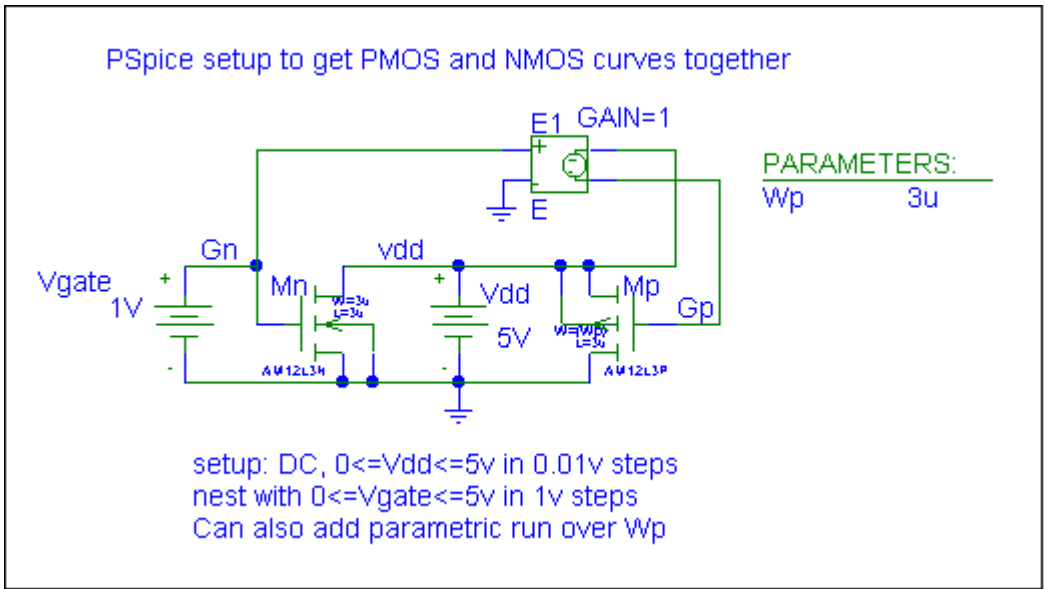 PSpice setup to get PMOS and NMOS curves together
E1 GAIN=1
+
-
E
PARAMETERS:
Wp 3u
Gn
vdd
Vgate
1V
+
-
Mn
W=3u
L=3u
AM12L3N
+
Vdd
5V
-
Mp
Gp
L=3u
AM12L3P
setup: DC, 0<=Vdd<=5v in 0.01v steps
nest with 0<=Vgate<=5v in 1v steps
Can also add parametric run over Wp